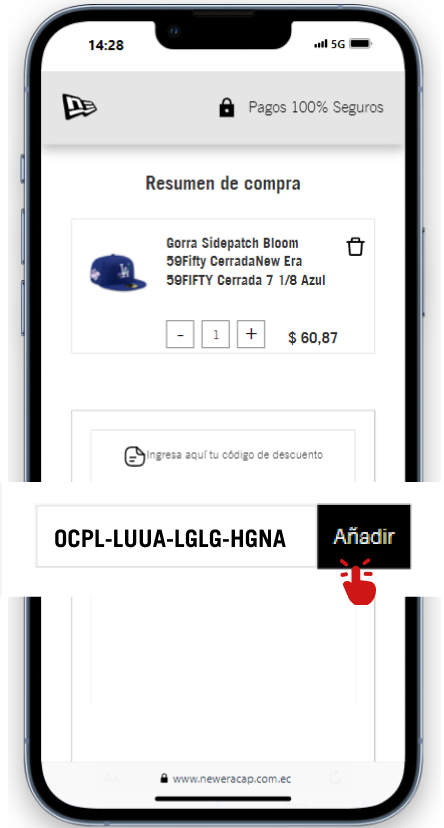 14:28
5G
Pagos 100% Seguros
Resumen de compra
Gorra Sidepatch Bloom
59Fifty CerradaNew Era
59FIFTY Cerrada 7 1/8 Azul
- 1 +
$ 60,87
Ingresa aquí tu código de descuento
OCPL-LUUA-LGLG-HGNA
Añadir
www.neweracap.com.ec